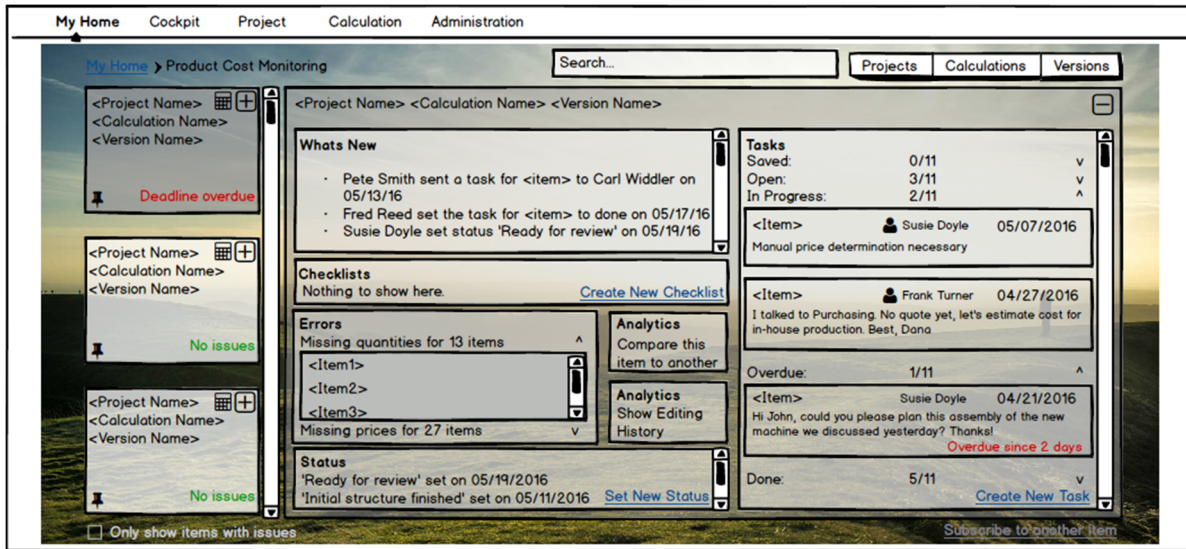 My Home Cockpit Project Calculation Administration
My Home Product Cost Monitoring
Search...
Projects Calculations Versions
<Project Name>
<Calculation Name>
<Version Name>
Deadline overdue
<Project Name>
<Calculation Name>
<Version Name>
No issues
<Project Name>
<Calculation Name>
<Version Name>
No issues
Only show items with issues
<Project Name> <Calculation Name> <Version Name>
Whats New
· Pete Smith sent a task for <item> to Carl Widdler on
05/13/16
· Fred Reed set the task for <item> to done on 05/17/16
· Susie Doyle set status 'Ready for review' on 05/19/16
Checklists
Nothing to show here. Create New Checklist
Errors
Missing quantities for 13 items ^
<Item1>
<Item2>
<Item3>
Missing prices for 27 items v
Analytics
Compare this
item to another
Analytics
Show Editing
History
Status
'Ready for review' set on 05/19/2016
'Initial structure finished' set on 05/11/2016 Set New Status
Tasks
Saved: 0/11 v
Open: 3/11 v
In Progress: 2/11 ^
<Item> Susie Doyle 05/07/2016
Manual price determination necessary
<Item> Frank Turner 04/27/2016
I talked to Purchasing. No quote yet, let's estimate cost for
in-house production. Best, Dana
Overdue: 1/11 ^
<Item> Susie Doyle 04/21/2016
Hi John, could you please plan this assembly of the new
machine we discussed yesterday? Thanks!
Overdue since 2 days
Done: 5/11 v
Create New Task
Subscribe to another item